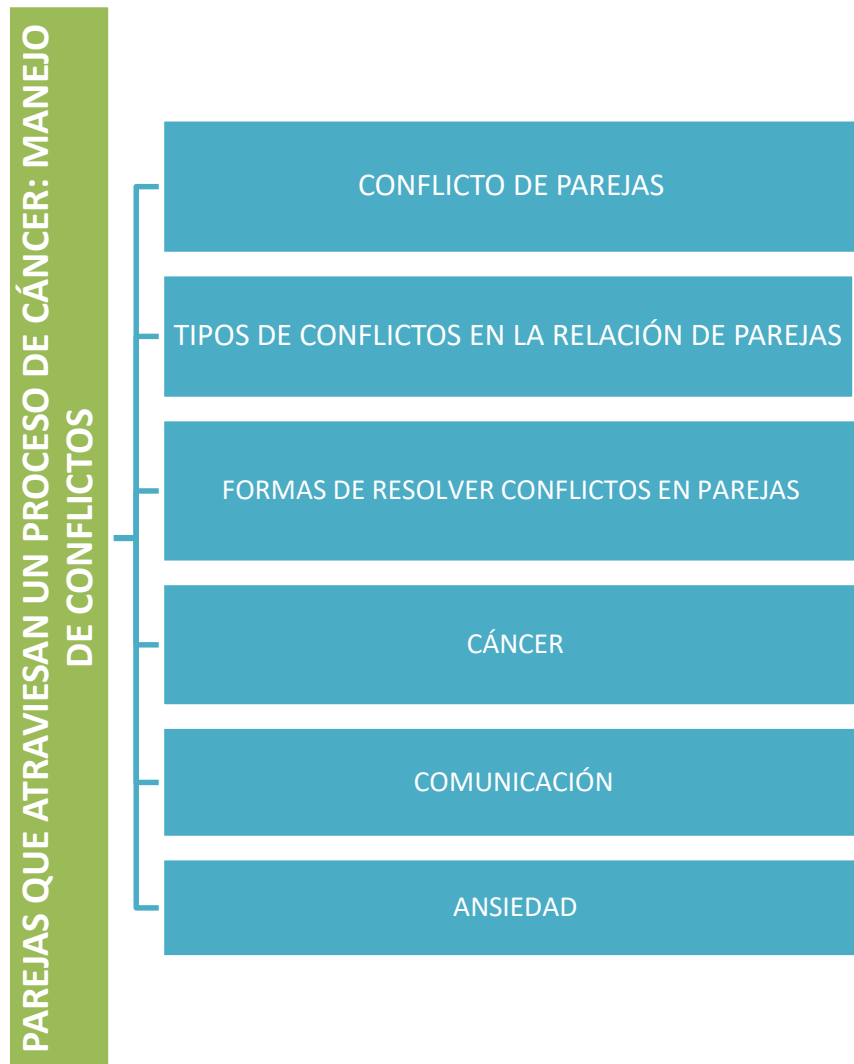 PAREJAS QUE ATRAVIESAN UN PROCESO DE CÁNCER: MANEJO
DE CONFLICTOS
CONFLICTO DE PAREJAS
TIPOS DE CONFLICTOS EN LA RELACIÓN DE PAREJAS
FORMAS DE RESOLVER CONFLICTOS EN PAREJAS
CÁNCER
COMUNICACIÓN
ANSIEDAD